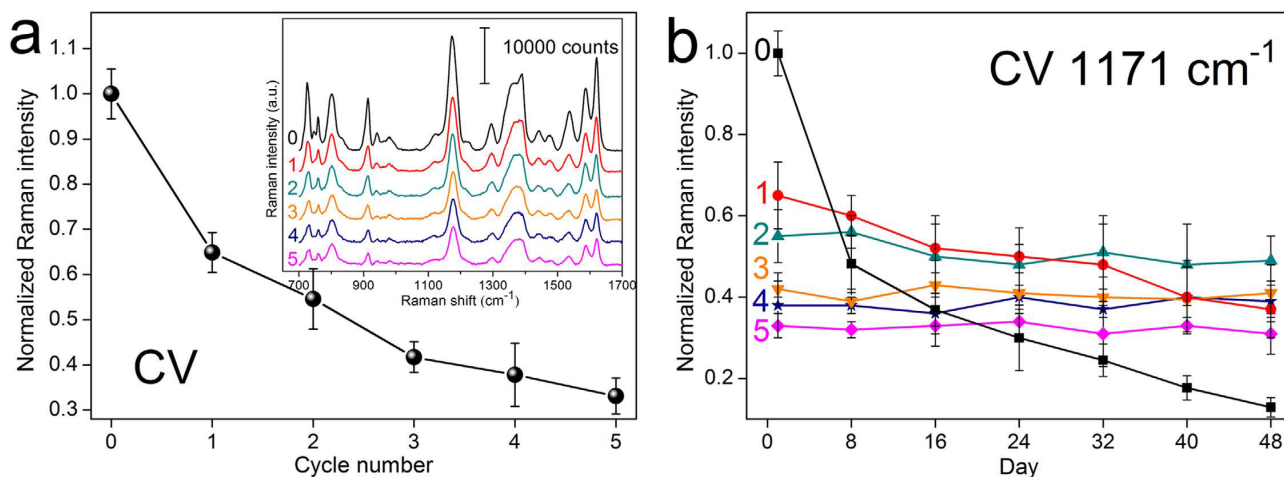 a
1.1
1.0
0.9
0.8
0.7
0.6
0.5
0.4
0.3
Normalized Raman intensity
0 1 2 3 4 5
Cycle number
CV
10000 counts
Raman intensity (a.u.)
0
1
2
3
4
5
700 900 1100 1300 1500 1700
Raman shift (cm⁻¹)
b
CV 1171 cm⁻¹
1.0
0.8
0.6
0.4
0.2
Normalized Raman intensity
0
1
2
3
4
5
0 8 16 24 32 40 48
Day